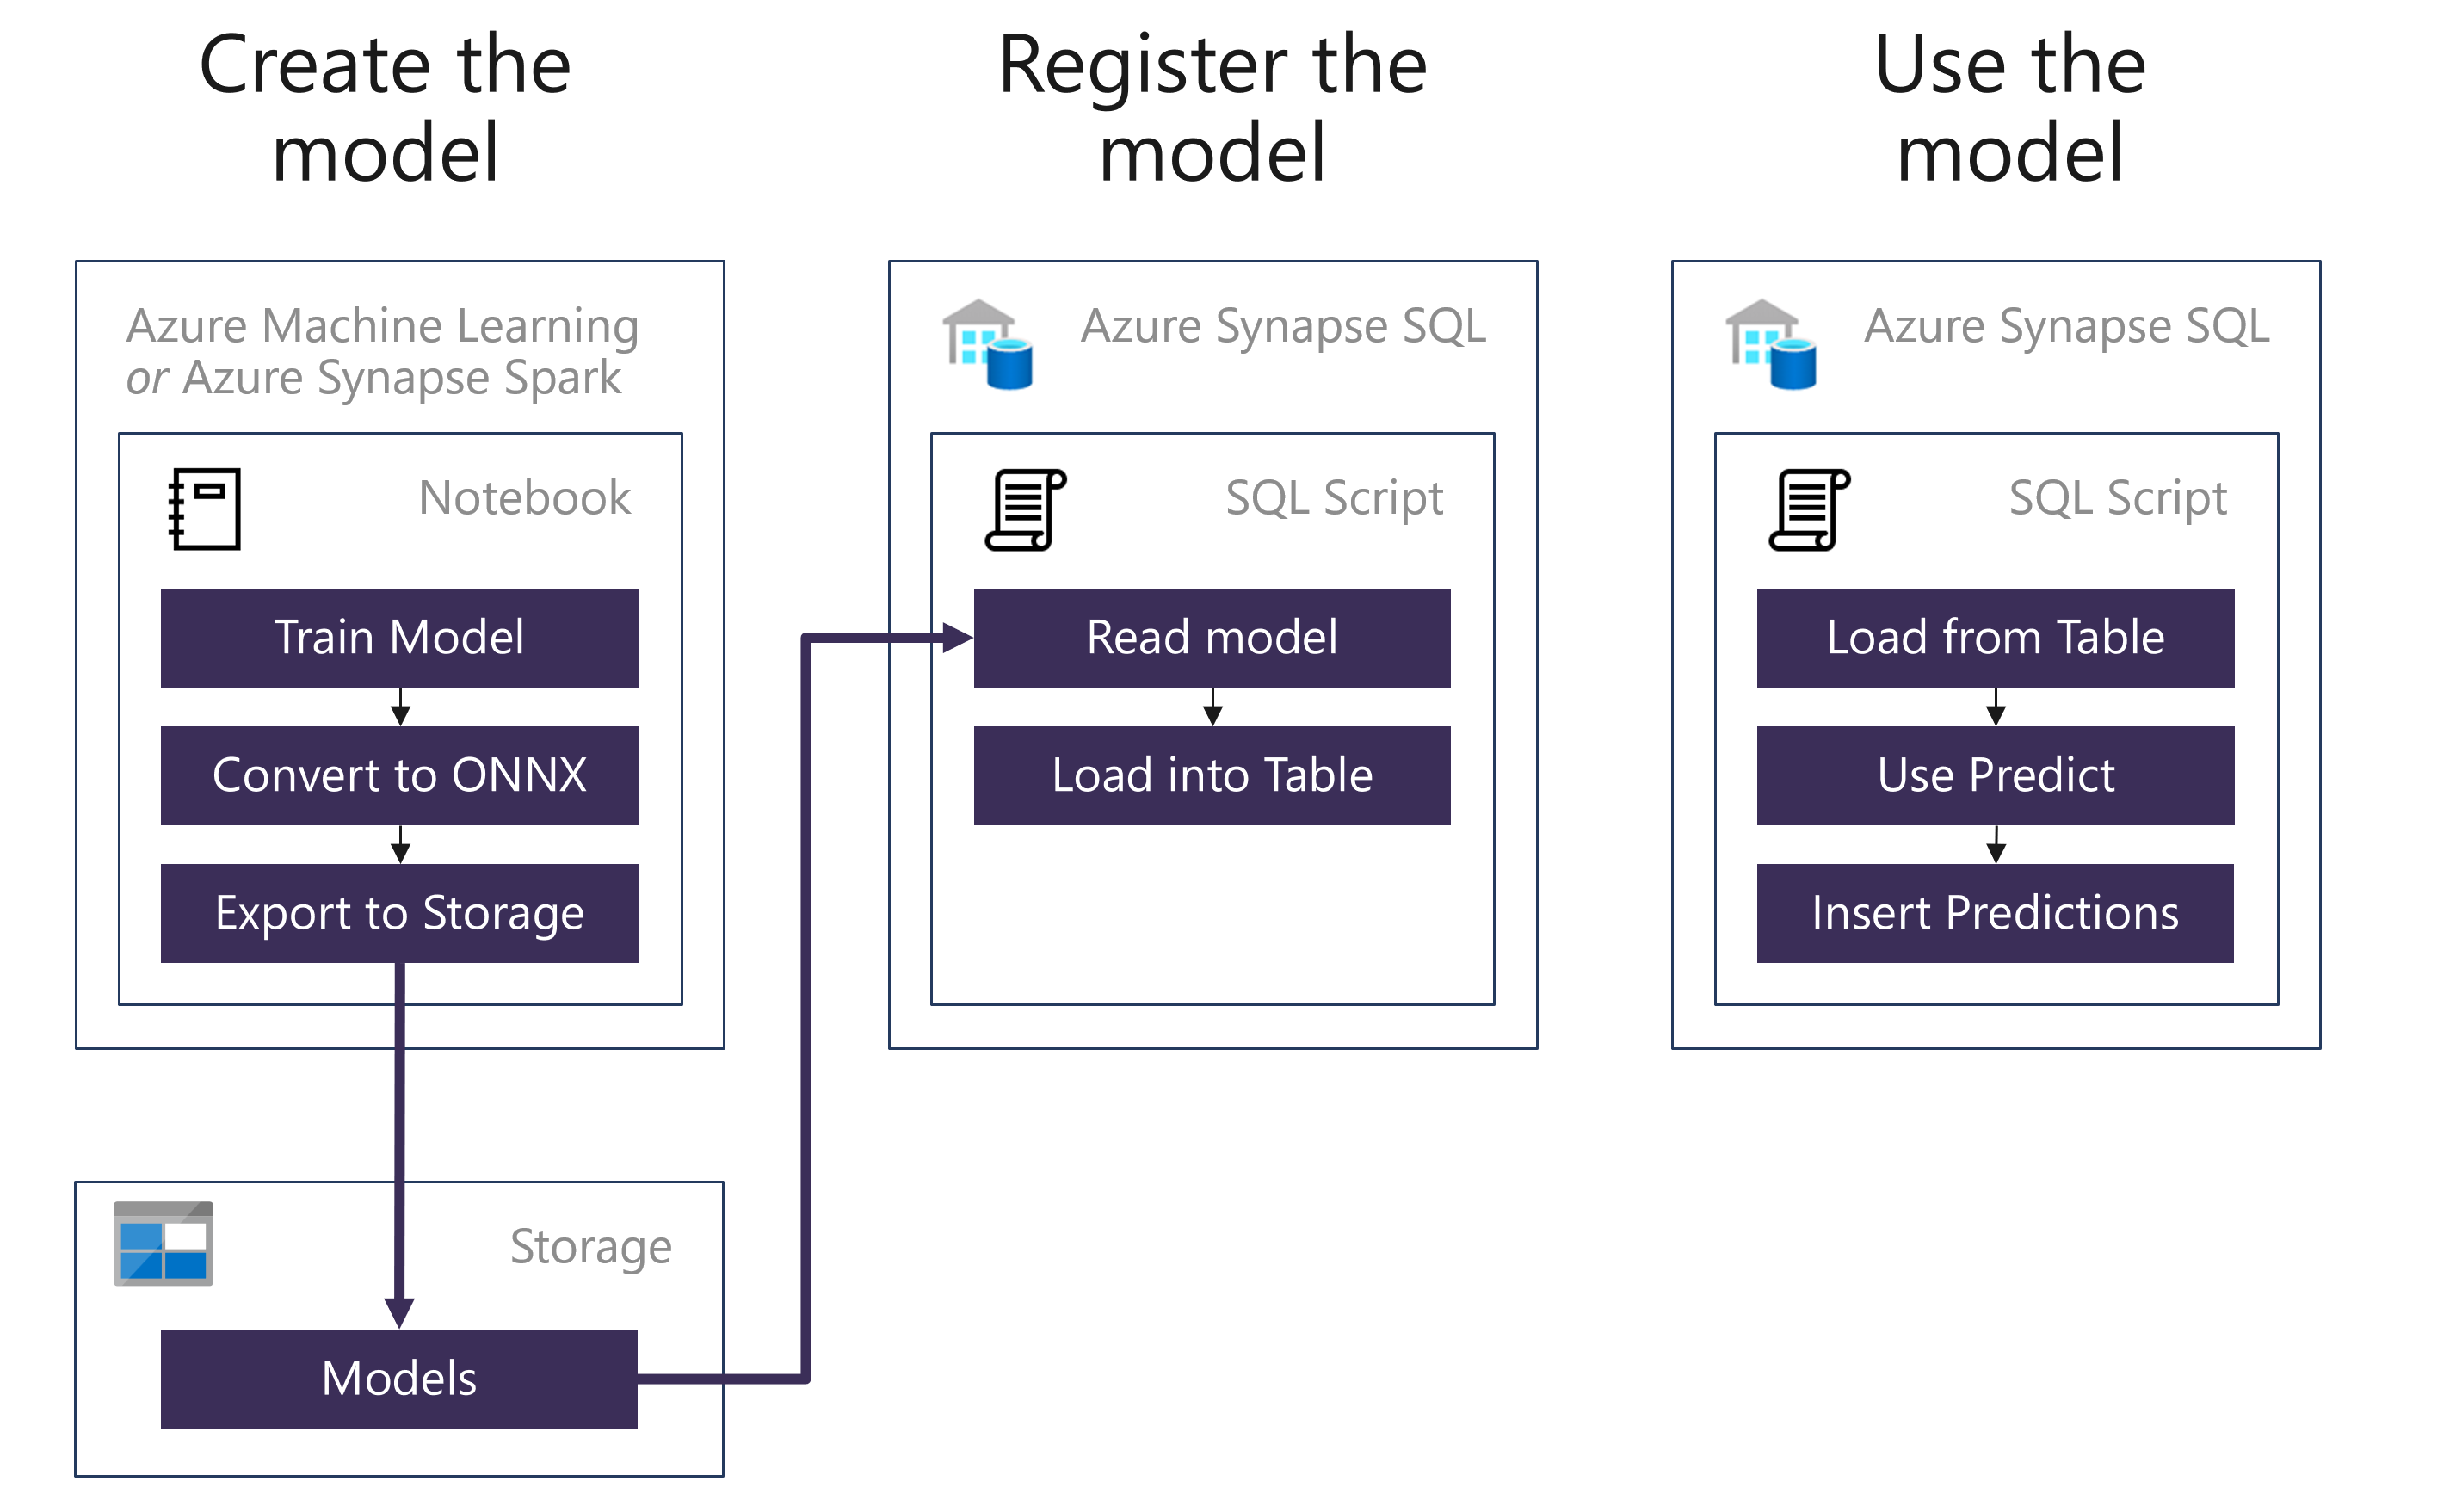 Create the
model
Register the
model
Use the
model
Azure Machine Learning
or Azure Synapse Spark
Notebook
Train Model
Convert to ONNX
Export to Storage
Storage
Models
Azure Synapse SQL
SQL Script
Read model
Load into Table
Azure Synapse SQL
SQL Script
Load from Table
Use Predict
Insert Predictions